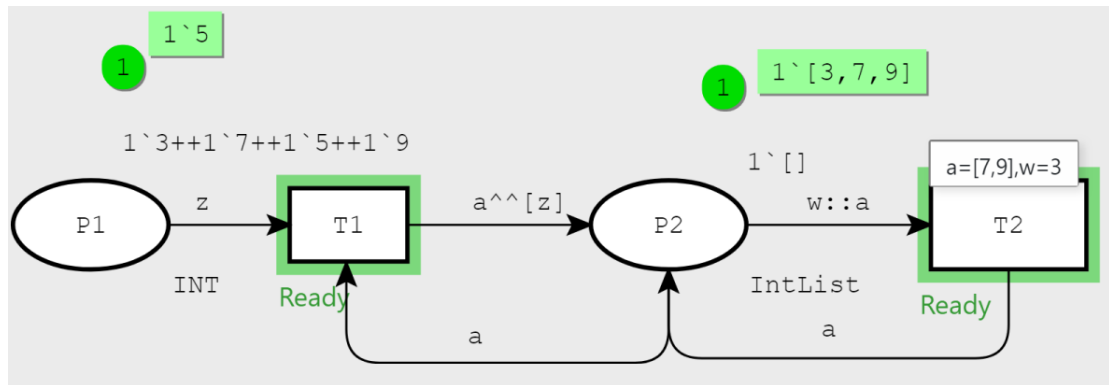 1`5
1
1`[3,7,9]
1
1`3++1`7++1`5++1`9
1`[]
a=[7,9],w=3
P1
z
T1
a^^[z]
P2
w::a
T2
INT
Ready
IntList
Ready
a
a